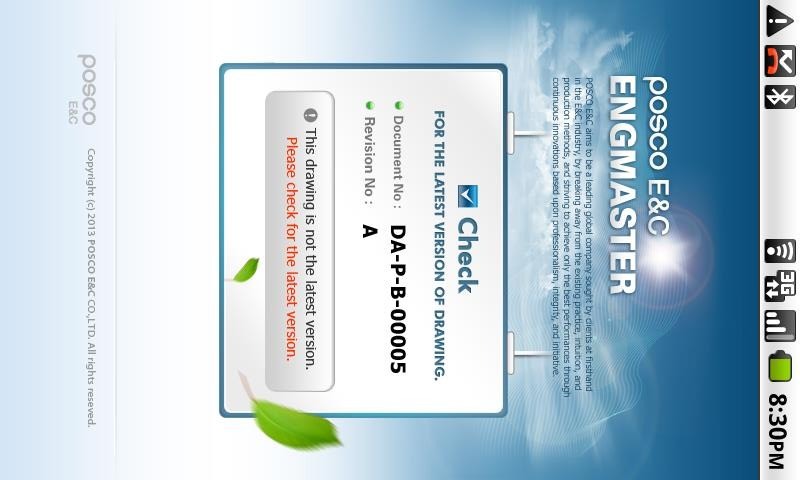 3G
8:30PM
posco E&C
ENGMASTER
POSCO E&C aims to be a leading global company sought by clients at firsthand
in the E&C industry, by breaking away from the existing practice, intuition, and
production methods, and striving to achieve only the best performances through
continuous innovations based upon professionalism, integrity, and initiative.
Check
FOR THE LATEST VERSION OF DRAWING.
Document No : DA-P-B-00005
Revision No : A
This drawing is not the latest version.
Please check for the latest version.
Copyright (c) 2013 POSCO E&C CO.,LTD. All rights reseved.
posco
E&C